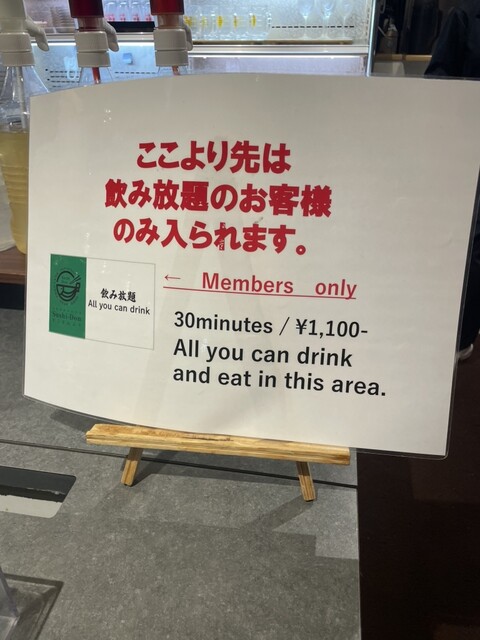 ここより先は
飲み放題のお客様
のみ入られます。
← Members only
飲み放題
All you can drink
30minutes / ¥1,100-
All you can drink
and eat in this area.